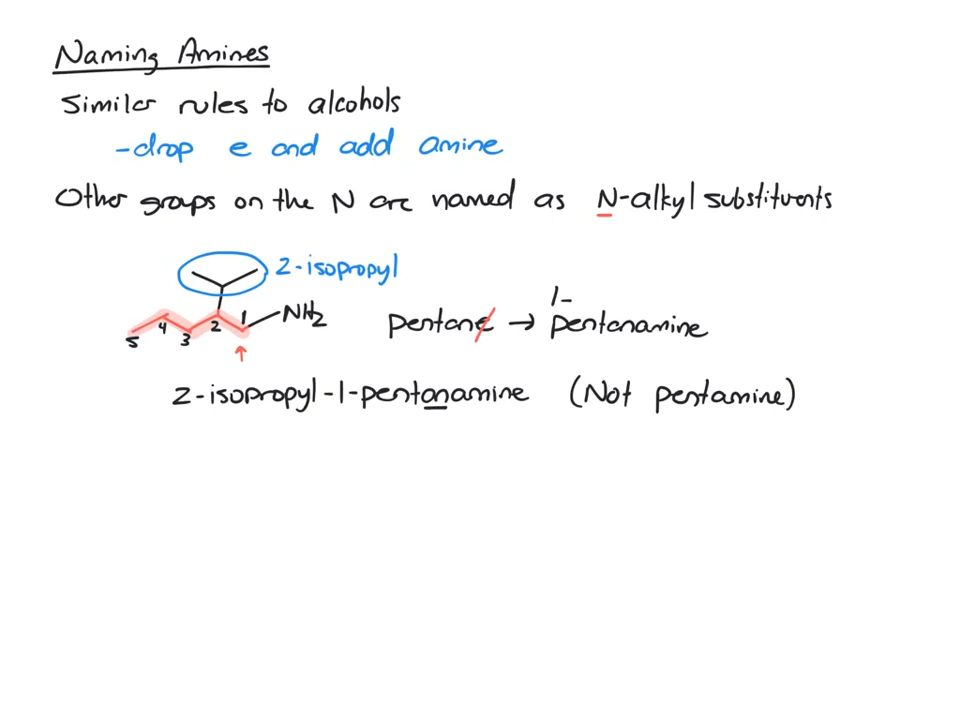 Naming Amines
Similar rules to alcohols
-drop e and add amine
Other groups on the N are named as N-alkyl substituents
2-isopropyl
5 4 3 2 1 NH2
pentane → 1-pentanamine
2-isopropyl-1-pentanamine (Not pentamine)